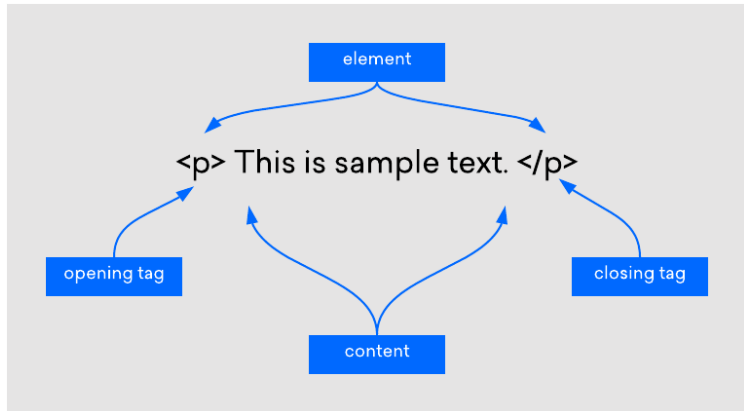 element
<p> This is sample text. </p>
opening tag
closing tag
content